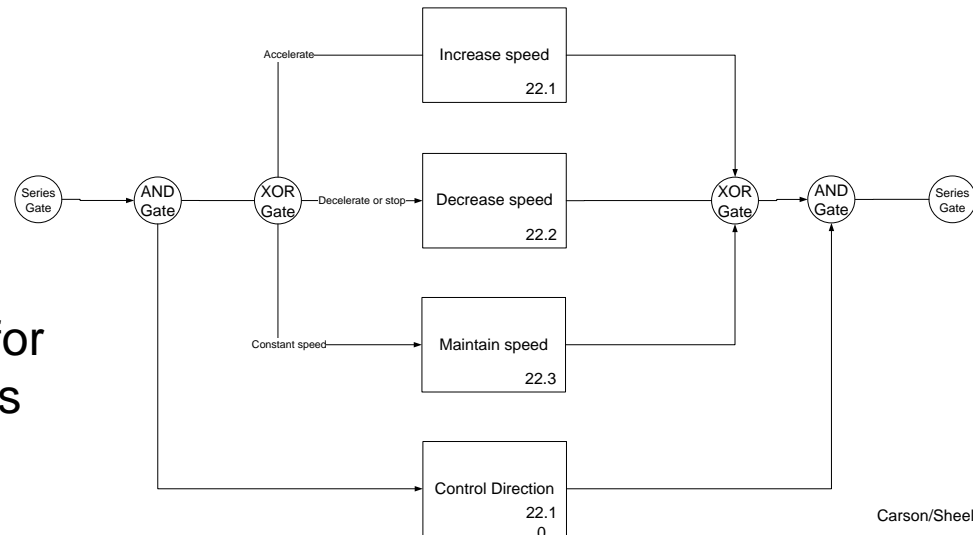 Accelerate
Increase speed
22.1
Series
Gate
AND
Gate
XOR
Gate
Decelerate or stop
Decrease speed
22.2
XOR
Gate
AND
Gate
Series
Gate
for
s
Constant speed
Maintain speed
22.3
Control Direction
22.1
0
Carson/Sheel